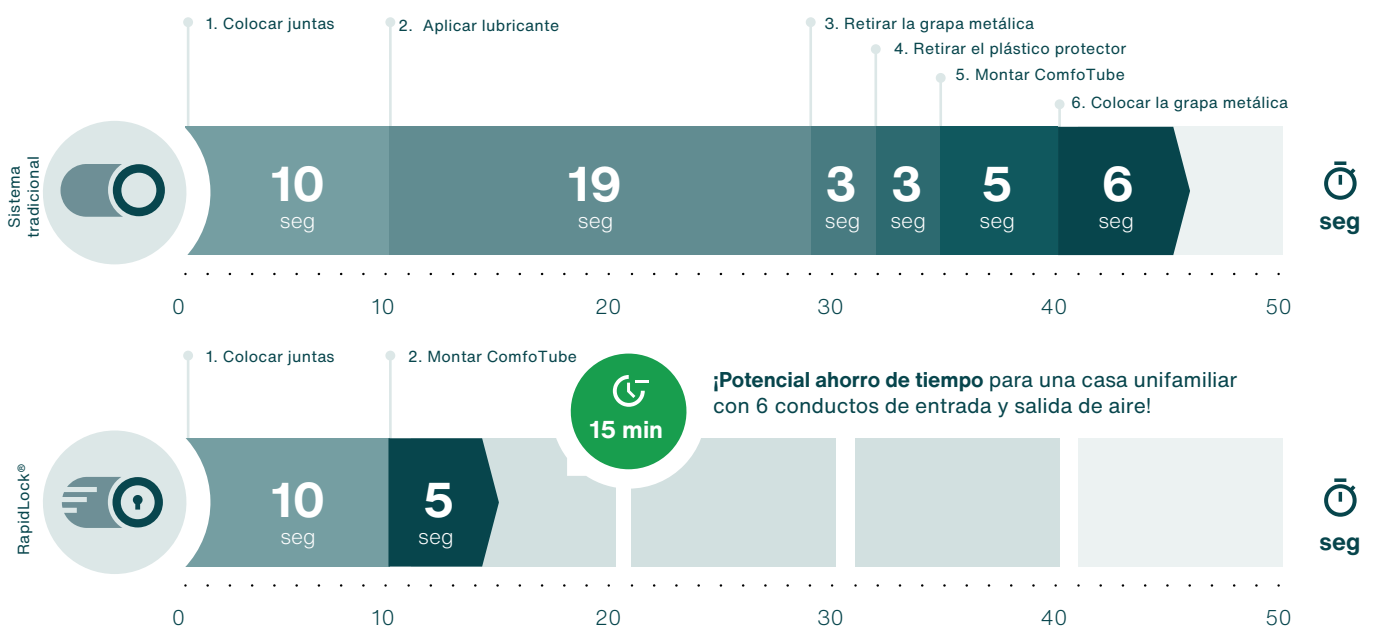 1. Colocar juntas
2. Aplicar lubricante
3. Retirar la grapa metálica
4. Retirar el plástico protector
5. Montar ComfoTube
6. Colocar la grapa metálica
Sistema
tradicional
10
seg
19
seg
3
seg
3
seg
5
seg
6
seg
seg
0
10
20
30
40
50
1. Colocar juntas
2. Montar ComfoTube
15 min
¡Potencial ahorro de tiempo para una casa unifamiliar
con 6 conductos de entrada y salida de aire!
RapidLock®
10
seg
5
seg
seg
0
10
20
30
40
50